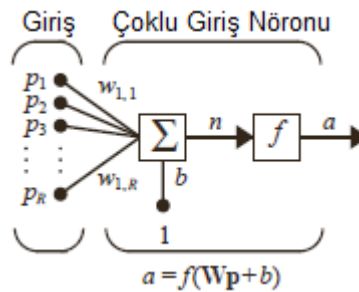 Giriş Çoklu Giriş Nöronu
p1 w1,1
p2
p3 Σ n f a
w1,R b
pR
1
a = f(Wp+b)